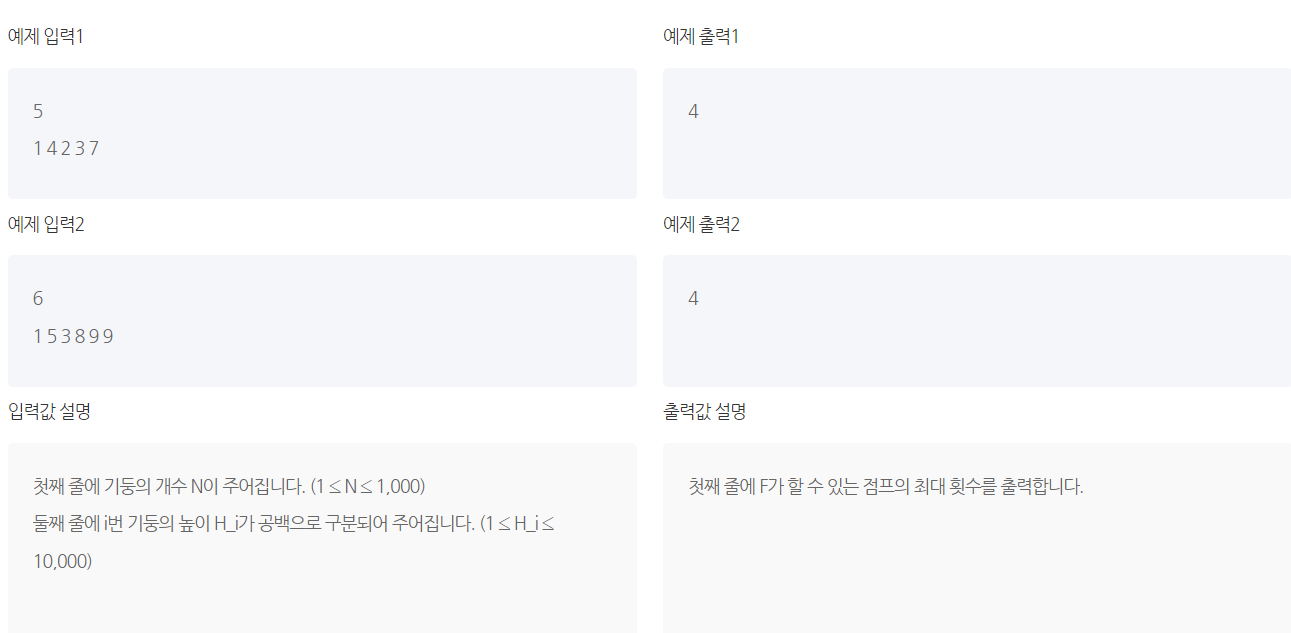 예제 입력1
예제 출력1
5
1 4 2 3 7
4
예제 입력2
예제 출력2
6
1 5 3 8 9 9
4
입력값 설명
출력값 설명
첫째 줄에 기둥의 개수 N이 주어집니다. (1 ≤ N ≤ 1,000)
둘째 줄에 i번 기둥의 높이 H_i가 공백으로 구분되어 주어집니다. (1 ≤ H_i ≤
10,000)
첫째 줄에 F가 할 수 있는 점프의 최대 횟수를 출력합니다.